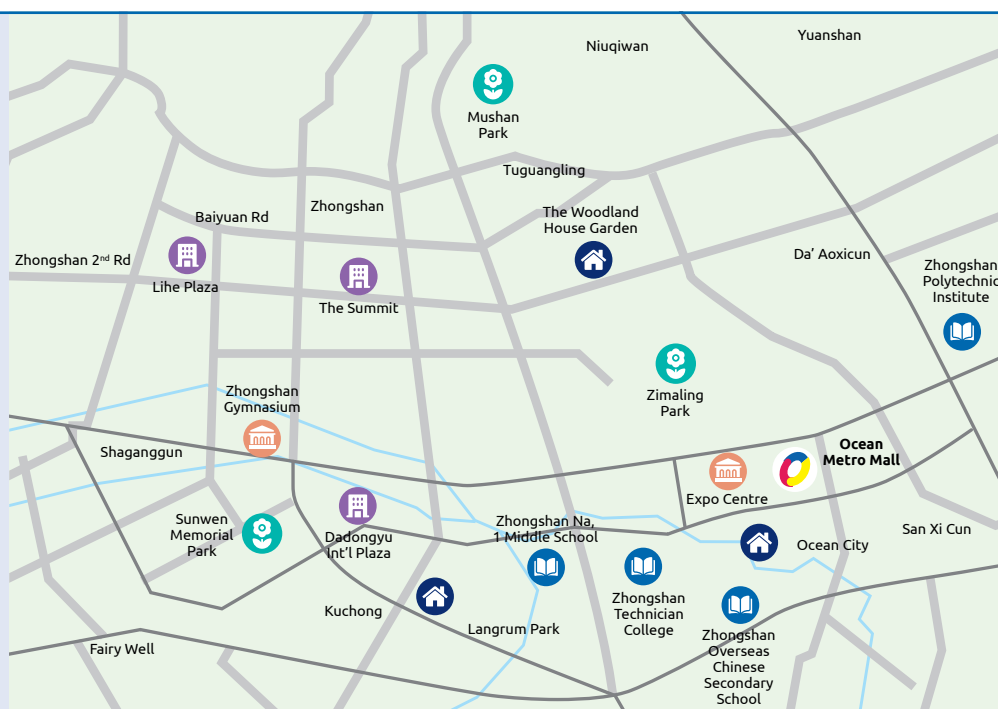 Yuanshan
Niuqiwan
Mushan
Park
Tuguangling
Zhongshan
Baiyuan Rd
The Woodland
House Garden
Zhongshan 2nd Rd
Da’ Aoxicun
Zhongshan
Polytechnic
Institute
Lihe Plaza
The Summit
Zhongshan
Gymnasium
Zimaling
Park
Shaganggun
Ocean
Metro Mall
Expo Centre
Sunwen
Memorial
Park
Dadongyu
Int’l Plaza
Zhongshan Na,
1 Middle School
San Xi Cun
Ocean City
Zhongshan
Technician
College
Kuchong
Langrum Park
Zhongshan
Overseas
Chinese
Secondary
School
Fairy Well